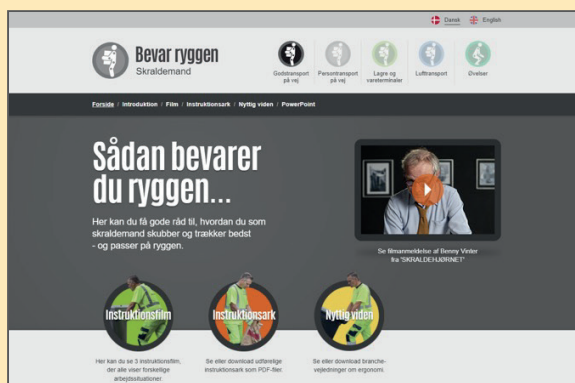 Dansk English
Bevar ryggen
Skraldemand
Godstransport
på vej
Persontransport
på vej
Lagre og
vareterminaler
Lufttransport
Øvelser
Forside / Introduktion / Film / Instruktionsark / Nyttig viden / PowerPoint
Sådan bevarer
du ryggen...
Her kan du få gode råd til, hvordan du som
skraldemand skubber og trækker bedst
- og passer på ryggen.
Se filmanmeldelse af Benny Vinter
fra 'SKRALDEHJØRNET'
Instruktionsfilm
Instruktionsark
Nyttig viden
Her kan du se 3 instruktionsfilm,
der alle viser forskellige
arbejdssituationer.
Se eller download udførlige
instruktionsark som PDF-filer.
Se eller download branche-
vejledninger om ergonomi.